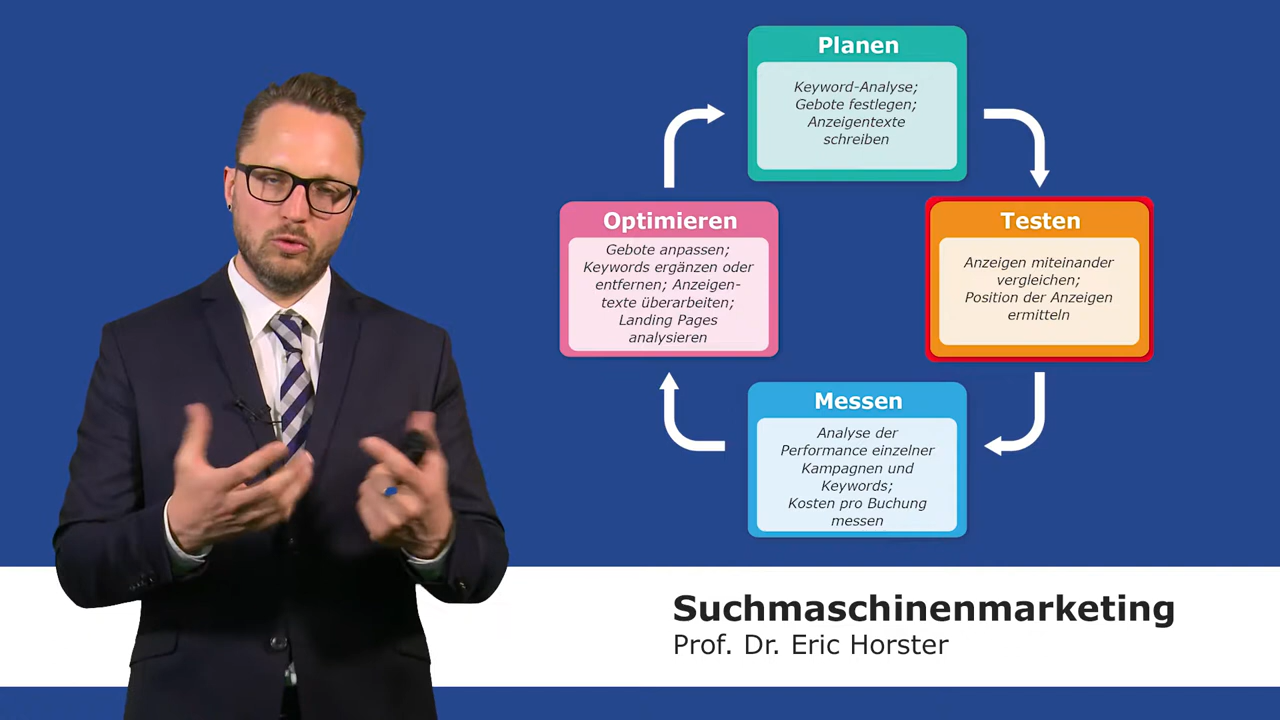 Planen
Keyword-Analyse;
Gebote festlegen;
Anzeigentexte
schreiben
Optimieren
Gebote anpassen;
Keywords ergänzen oder
entfernen; Anzeigen-
texte überarbeiten;
Landing Pages
analysieren
Testen
Anzeigen miteinander
vergleichen;
Position der Anzeigen
ermitteln
Messen
Analyse der
Performance einzelner
Kampagnen und
Keywords;
Kosten pro Buchung
messen
Suchmaschinenmarketing
Prof. Dr. Eric Horster